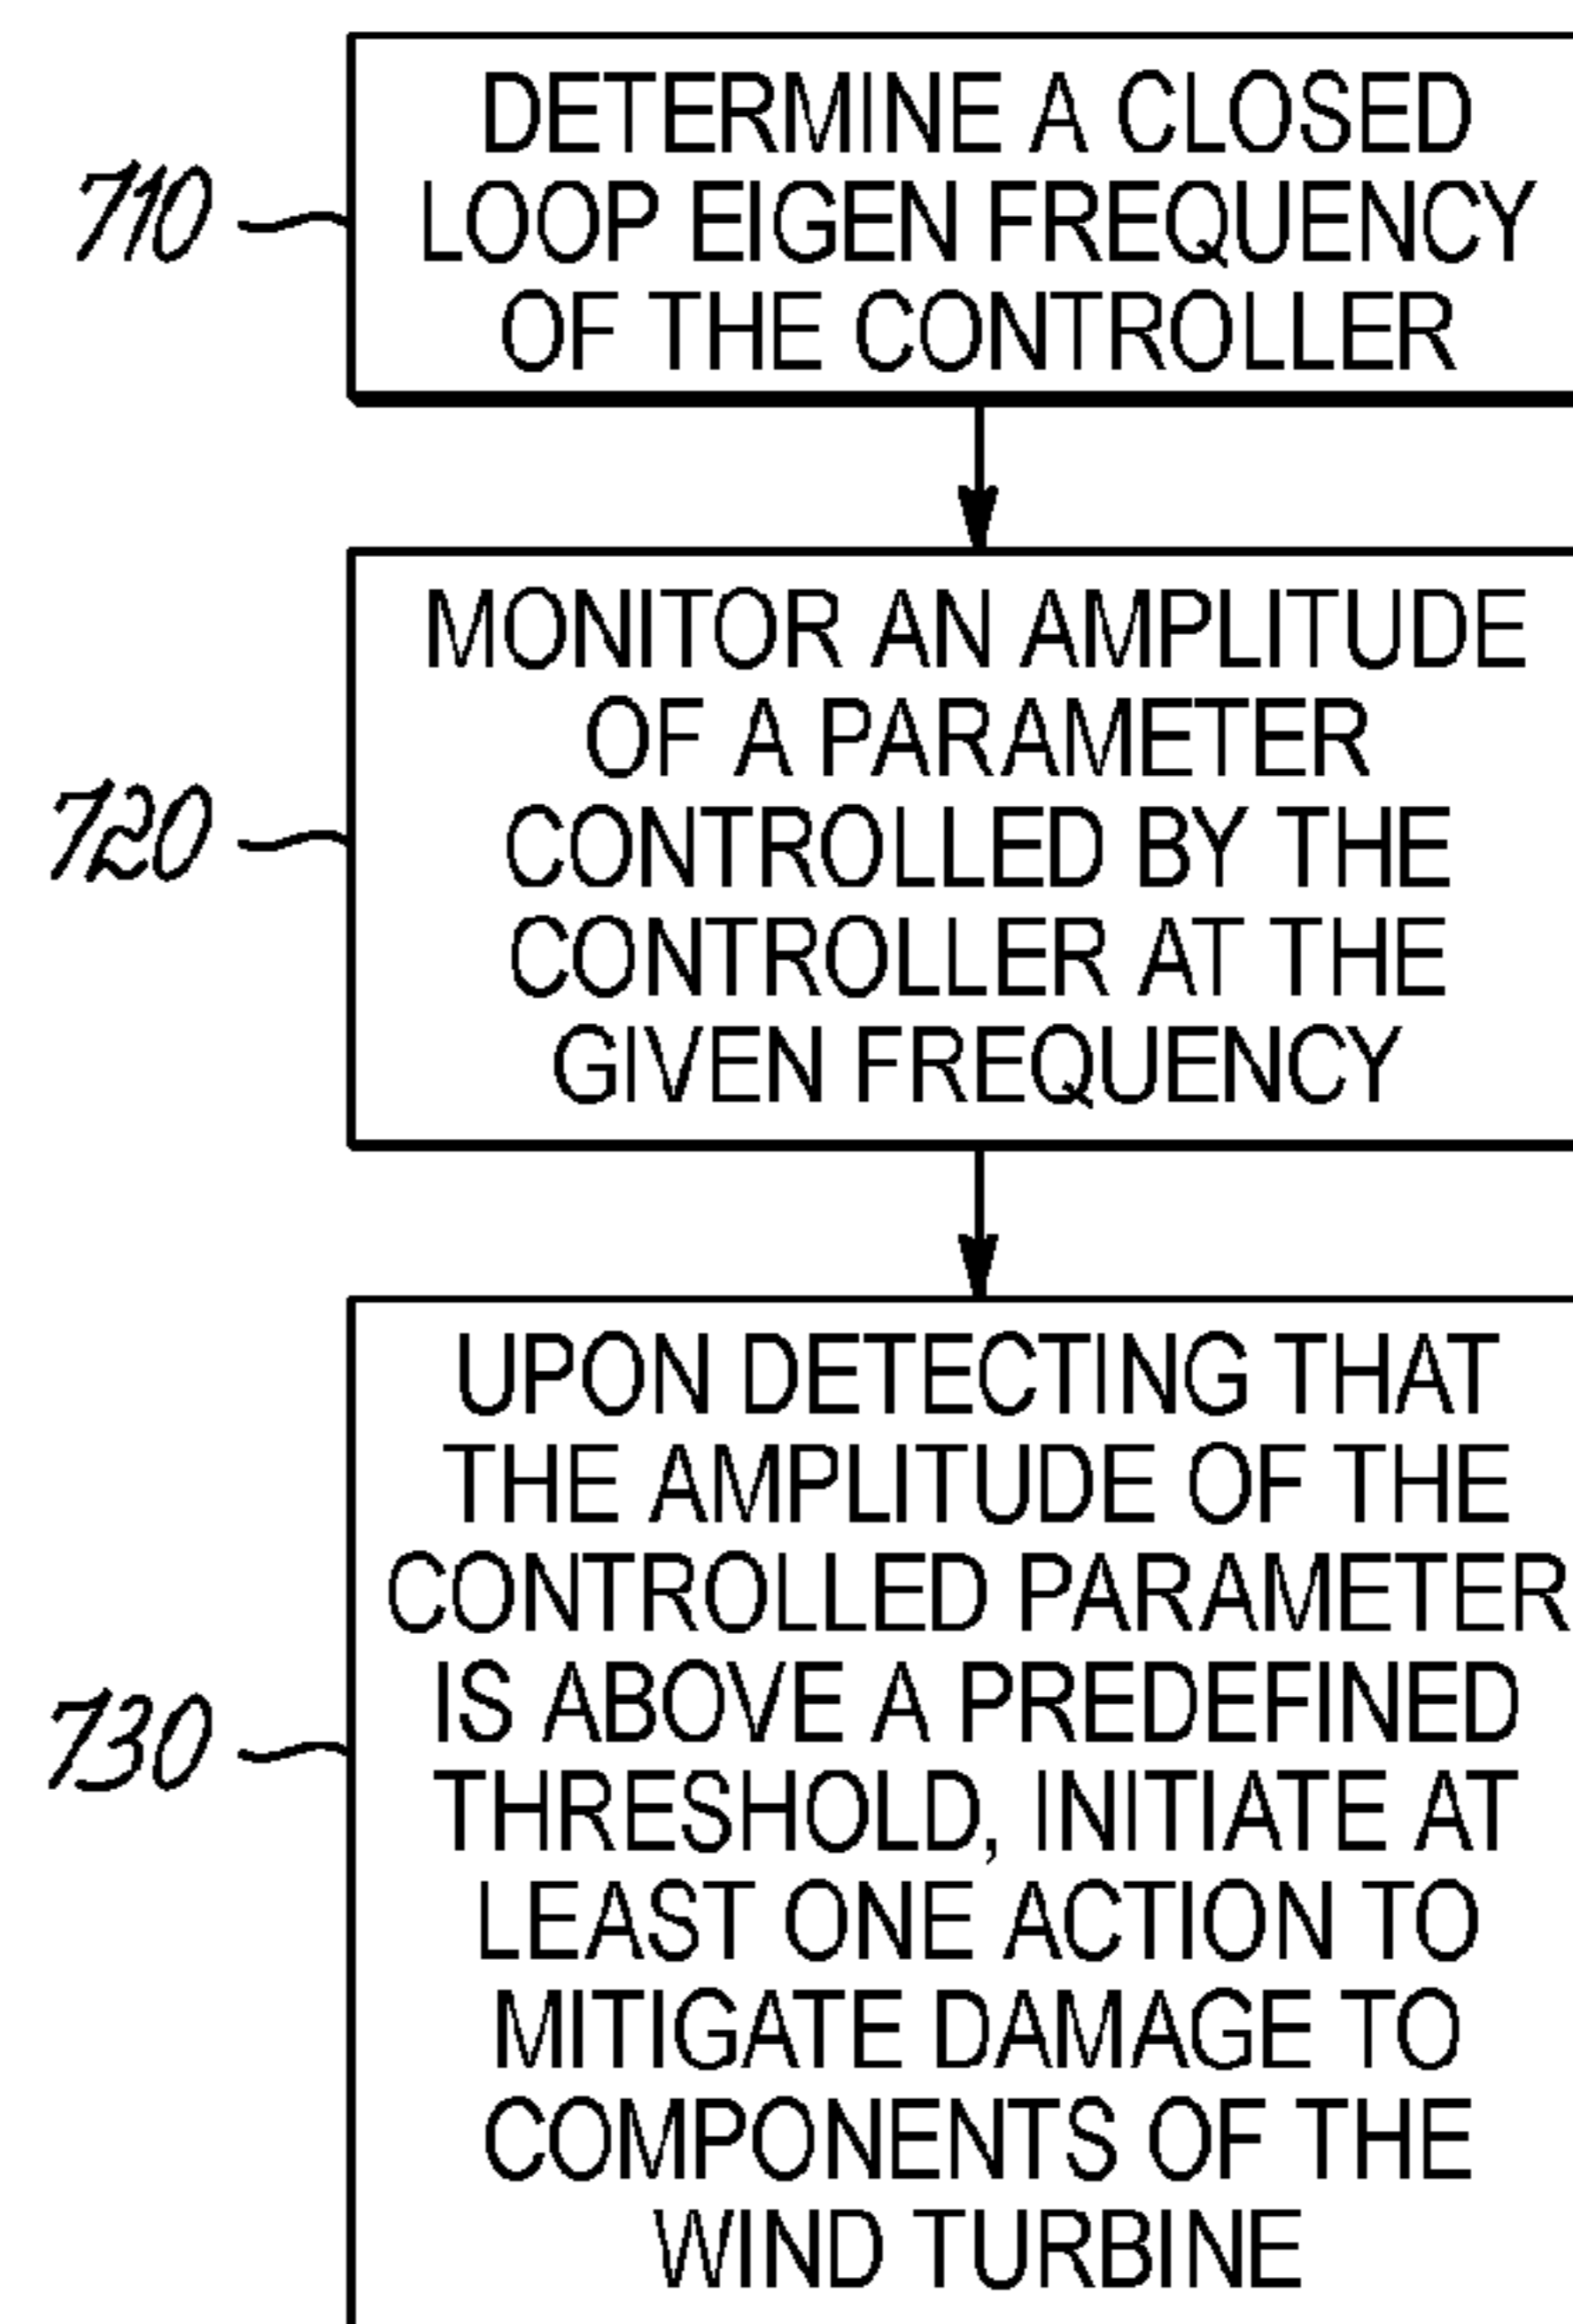 710
DETERMINE A CLOSED
LOOP EIGEN FREQUENCY
OF THE CONTROLLER
720
MONITOR AN AMPLITUDE
OF A PARAMETER
CONTROLLED BY THE
CONTROLLER AT THE
GIVEN FREQUENCY
730
UPON DETECTING THAT
THE AMPLITUDE OF THE
CONTROLLED PARAMETER
IS ABOVE A PREDEFINED
THRESHOLD, INITIATE AT
LEAST ONE ACTION TO
MITIGATE DAMAGE TO
COMPONENTS OF THE
WIND TURBINE